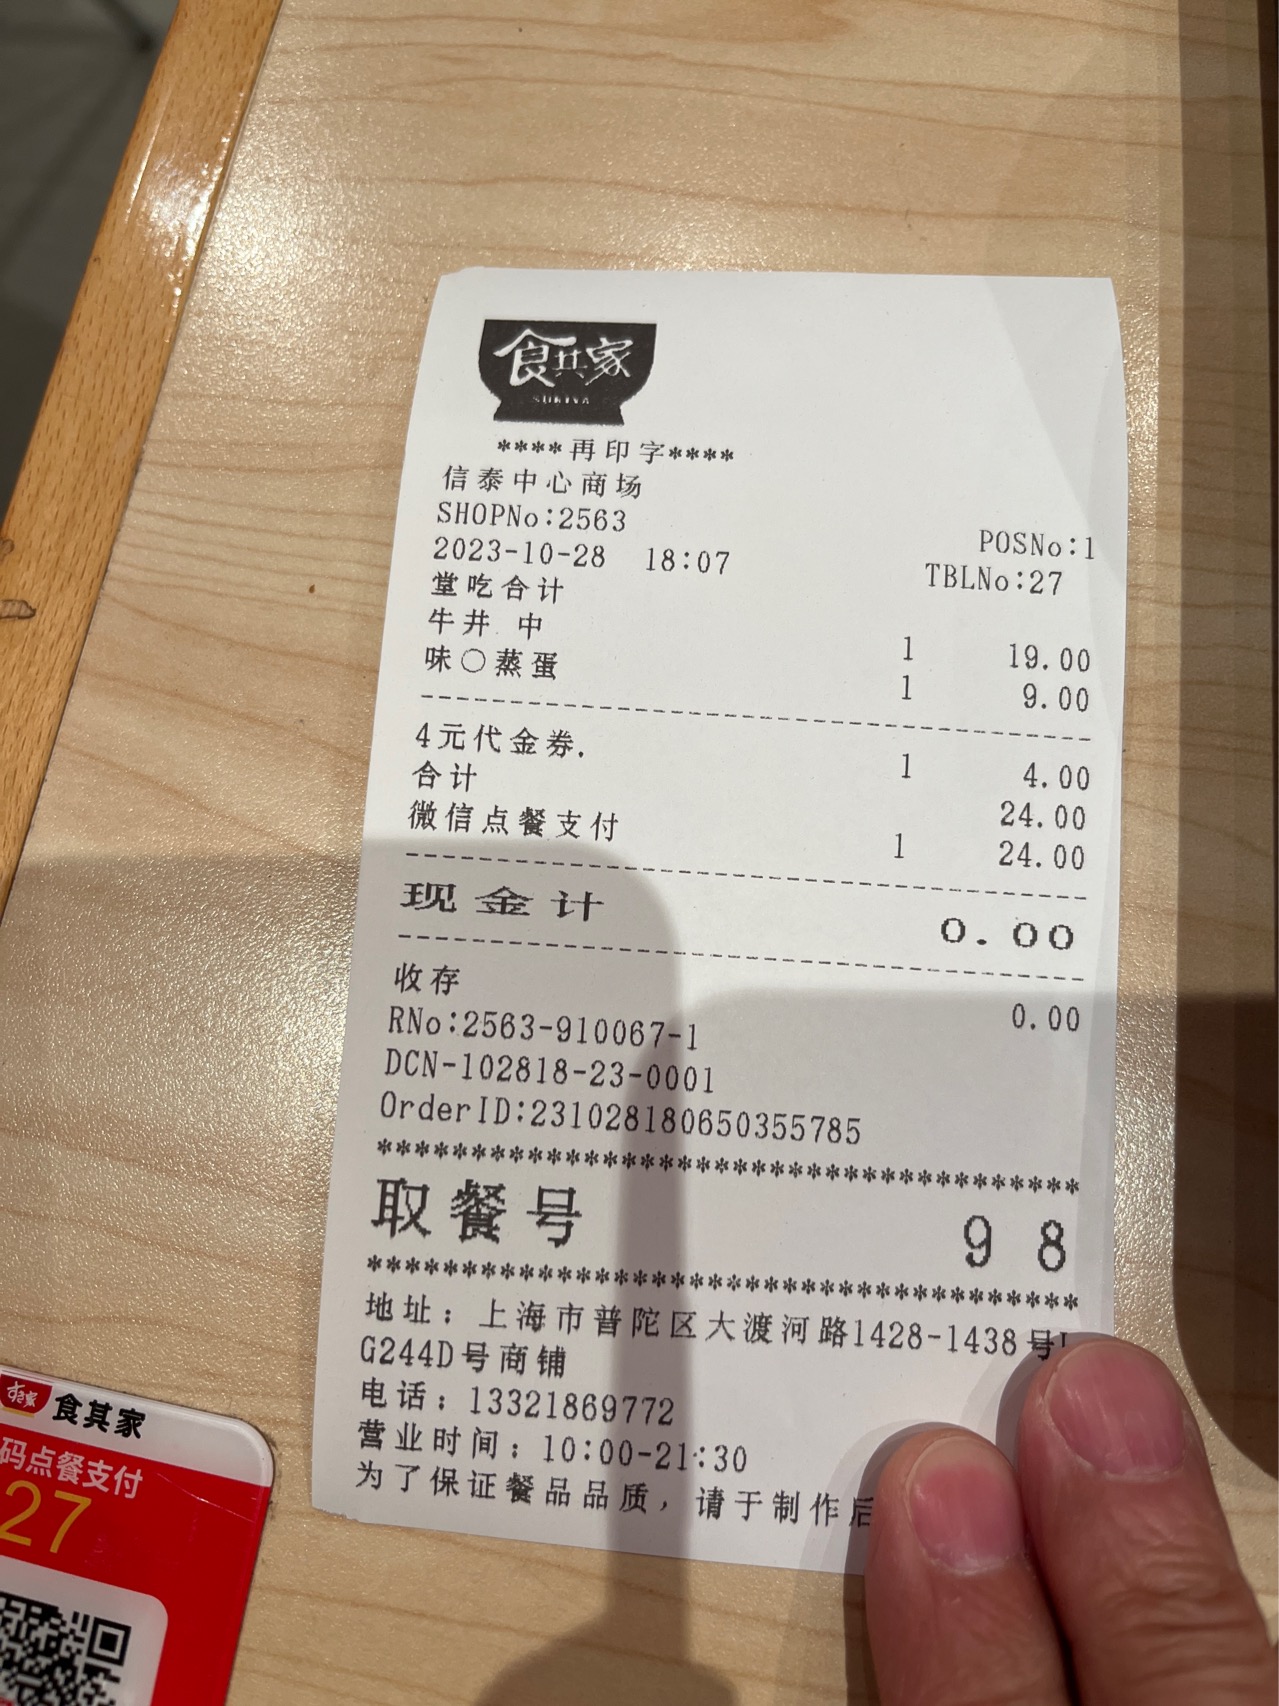 食其家
SUKIYA
****再印字****
信泰中心商场
SHOPNo:2563 POSNo:1
2023-10-28 18:07 TBLNo:27
堂吃合计
牛井 中 1 19.00
味〇蒸蛋 1 9.00
4元代金券. 1 4.00
合计 24.00
微信点餐支付 1 24.00
现金计 0.00
收存 0.00
RNo:2563-910067-1
DCN-102818-23-0001
OrderID:231028180650355785
**************************************
取餐号 98
**************************************
地址：上海市普陀区大渡河路1428-1438号
G244D号商铺
电话：13321869772
营业时间：10:00-21:30
为了保证餐品品质，请于制作后
すき家 食其家
码点餐支付
27